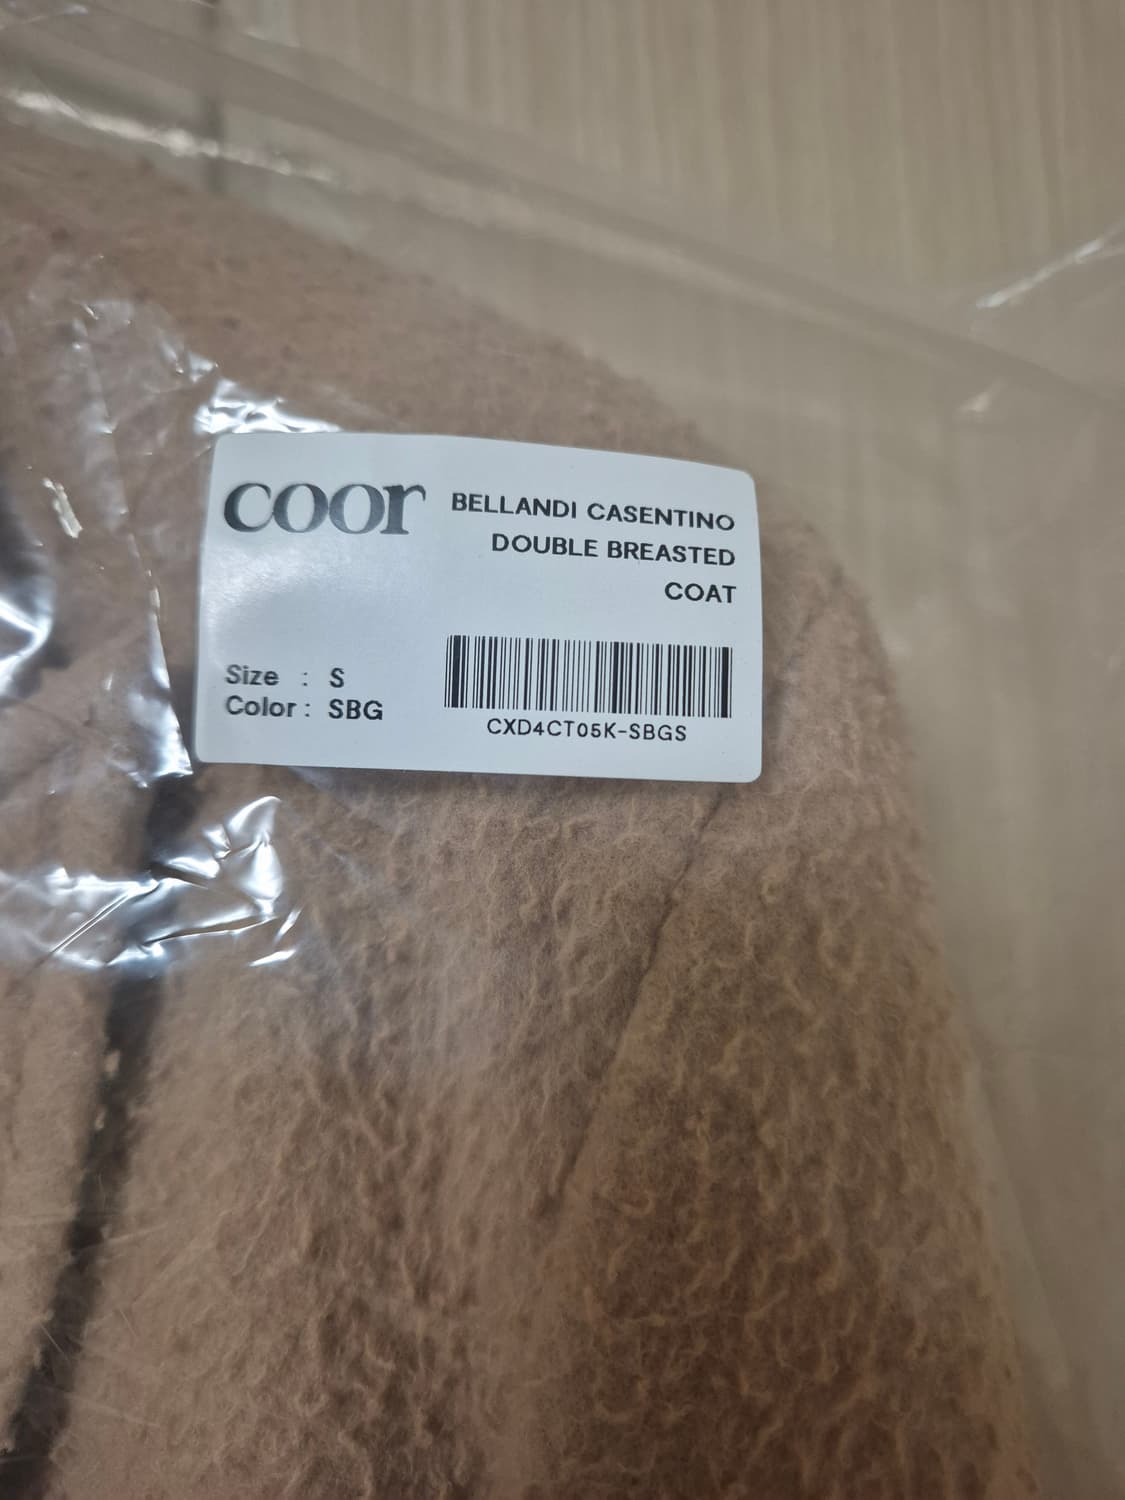 coor
BELLANDI CASENTINO
DOUBLE BREASTED
COAT
Size : S
Color : SBG
CXD4CT05K-SBGS